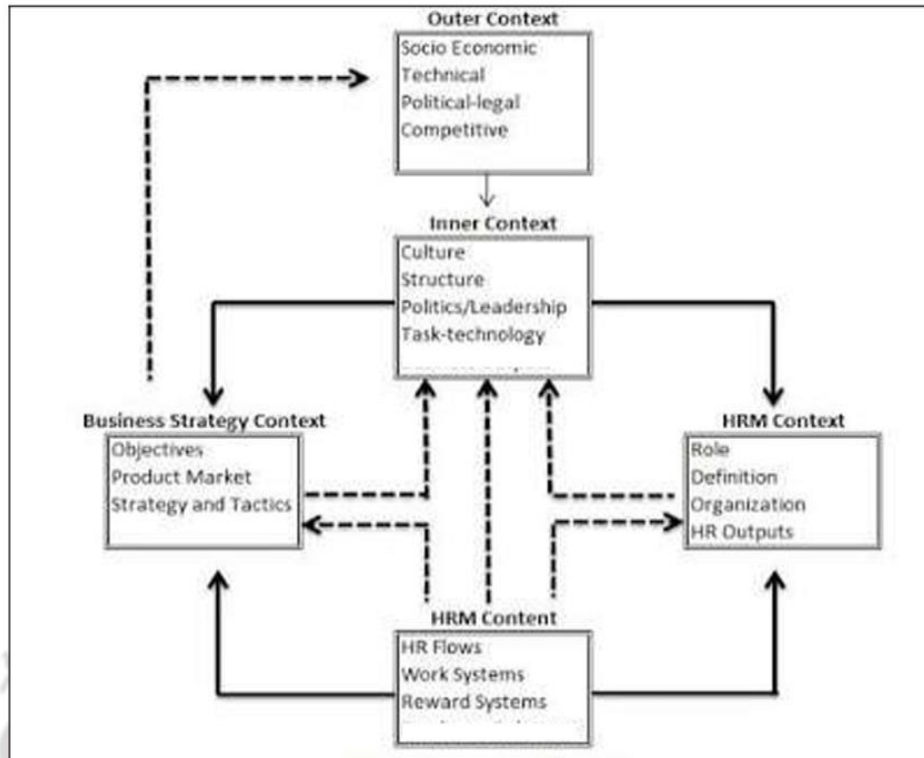 Outer Context
Socio Economic
Technical
Political-legal
Competitive
Inner Context
Culture
Structure
Politics/Leadership
Task-technology
Business Strategy Context
Objectives
Product Market
Strategy and Tactics
HRM Context
Role
Definition
Organization
HR Outputs
HRM Content
HR Flows
Work Systems
Reward Systems